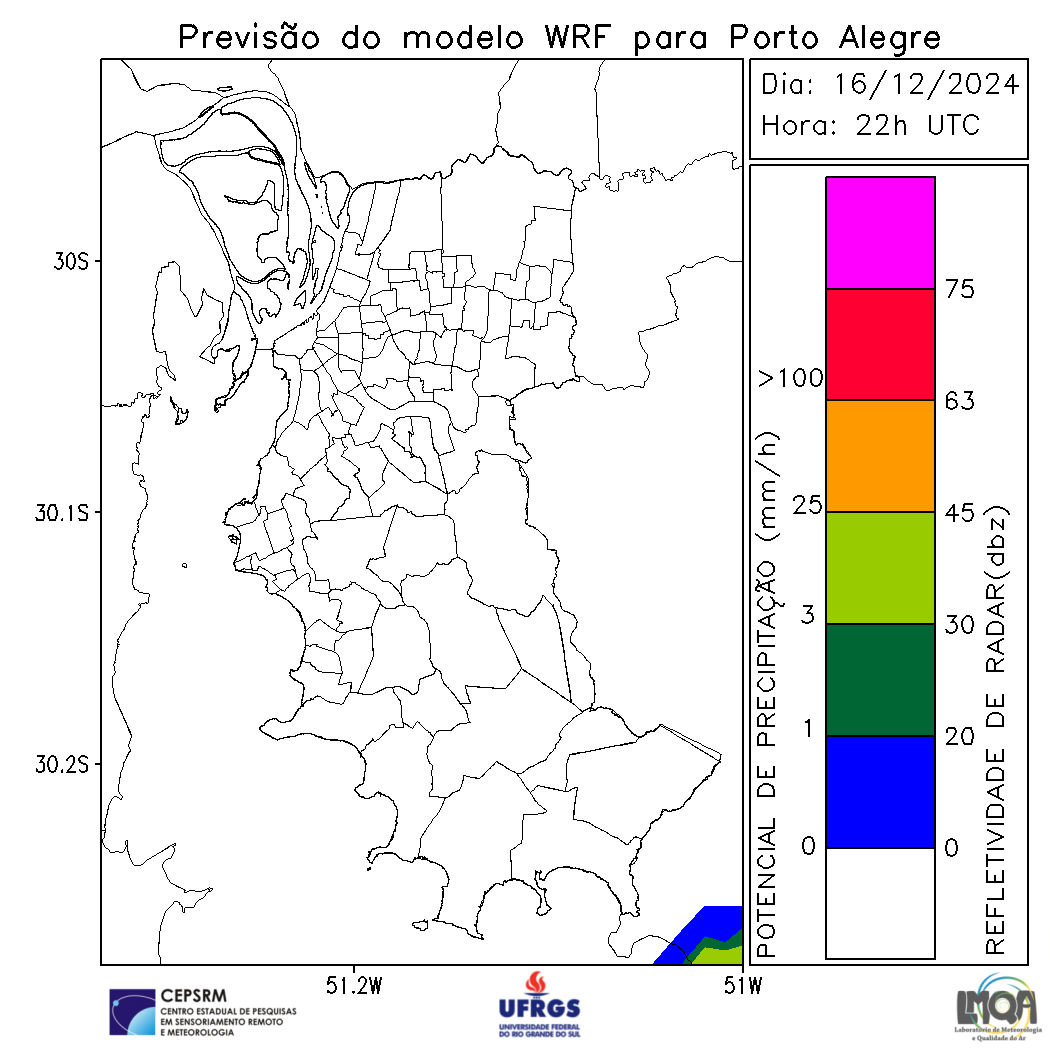 Previsão do modelo WRF para Porto Alegre
Dia: 16/12/2024
Hora: 22h UTC
30S
30.1S
30.2S
51.2W
51W
POTENCIAL DE PRECIPITAÇÃO (mm/h)
>100
25
3
1
0
75
63
45
30
20
0
REFLETIVIDADE DE RADAR(dbz)
CEPSRM
CENTRO ESTADUAL DE PESQUISAS
EM SENSORIAMENTO REMOTO
E METEOROLOGIA
UFRGS
UNIVERSIDADE FEDERAL
DO RIO GRANDE DO SUL
LMQA
Laboratório de Meteorologia
e Qualidade do Ar